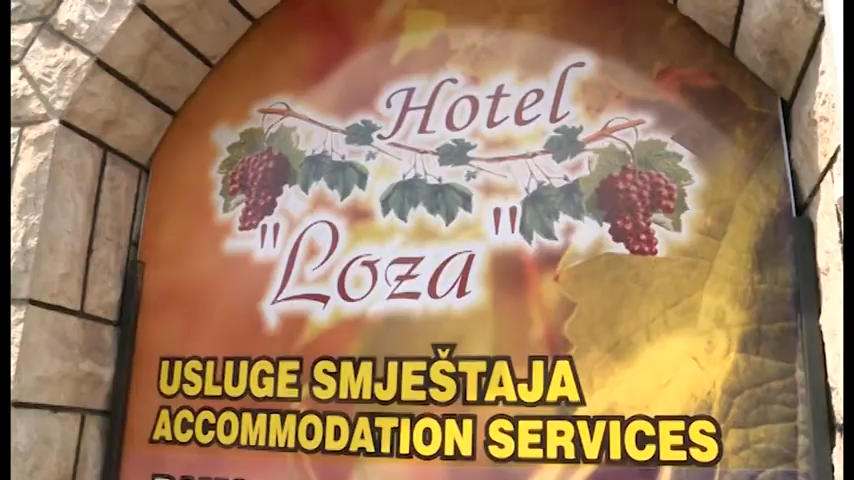 Hotel
"Loza"
USLUGE SMJEŠTAJA
ACCOMMODATION SERVICES